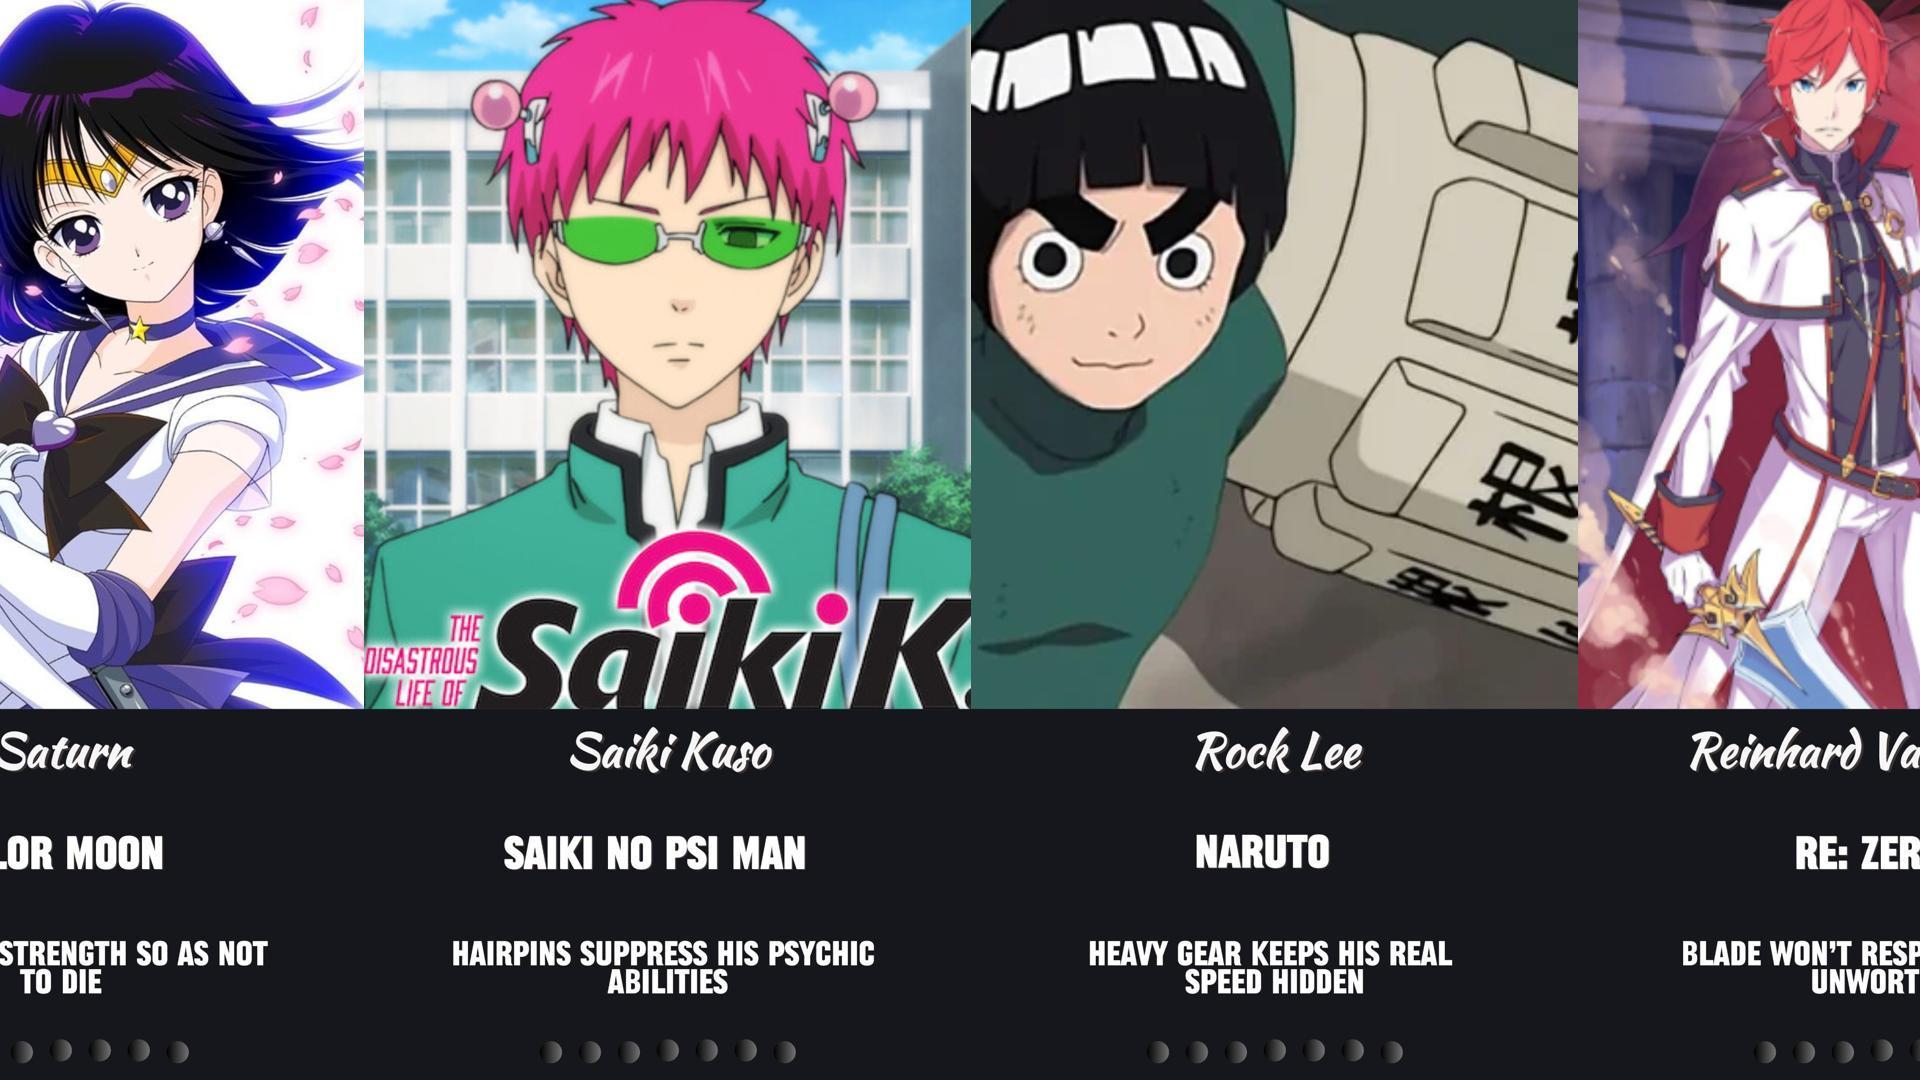 THE
DISASTROUS
LIFE OF
Saiki K.
根
Saturn
LOR MOON
STRENGTH SO AS NOT
TO DIE
Saiki Kuso
SAIKI NO PSI MAN
HAIRPINS SUPPRESS HIS PSYCHIC
ABILITIES
Rock Lee
NARUTO
HEAVY GEAR KEEPS HIS REAL
SPEED HIDDEN
Reinhard Va
RE: ZER
BLADE WON'T RESP
UNWORT